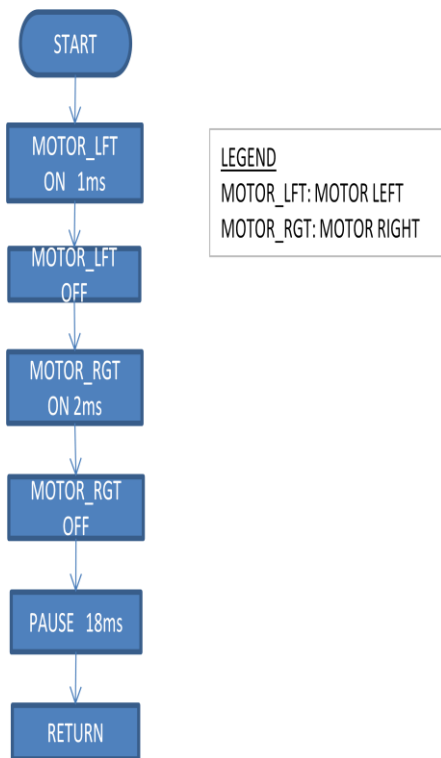 START
MOTOR_LFT
ON 1ms
LEGEND
MOTOR_LFT: MOTOR LEFT
MOTOR_RGT: MOTOR RIGHT
MOTOR_LFT
OFF
MOTOR_RGT
ON 2ms
MOTOR_RGT
OFF
PAUSE 18ms
RETURN